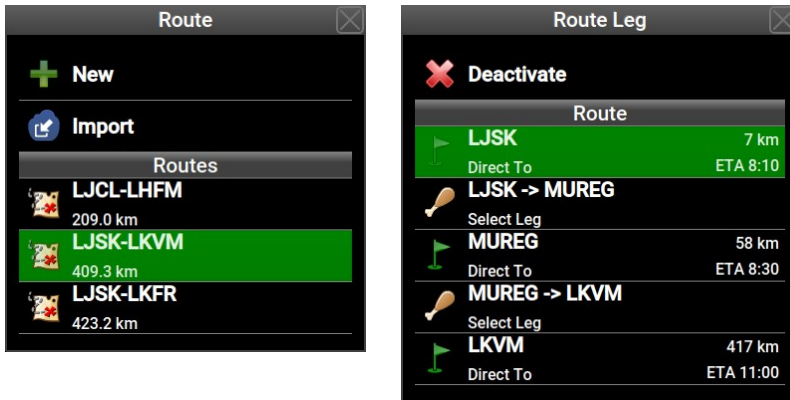 Route
New
Import
Routes
LJCL-LHFM
209.0 km
LJSK-LKVM
409.3 km
LJSK-LKFR
423.2 km
Route Leg
Deactivate
Route
LJSK 7 km
Direct To ETA 8:10
LJSK -> MUREG
Select Leg
MUREG 58 km
Direct To ETA 8:30
MUREG -> LKVM
Select Leg
LKVM 417 km
Direct To ETA 11:00